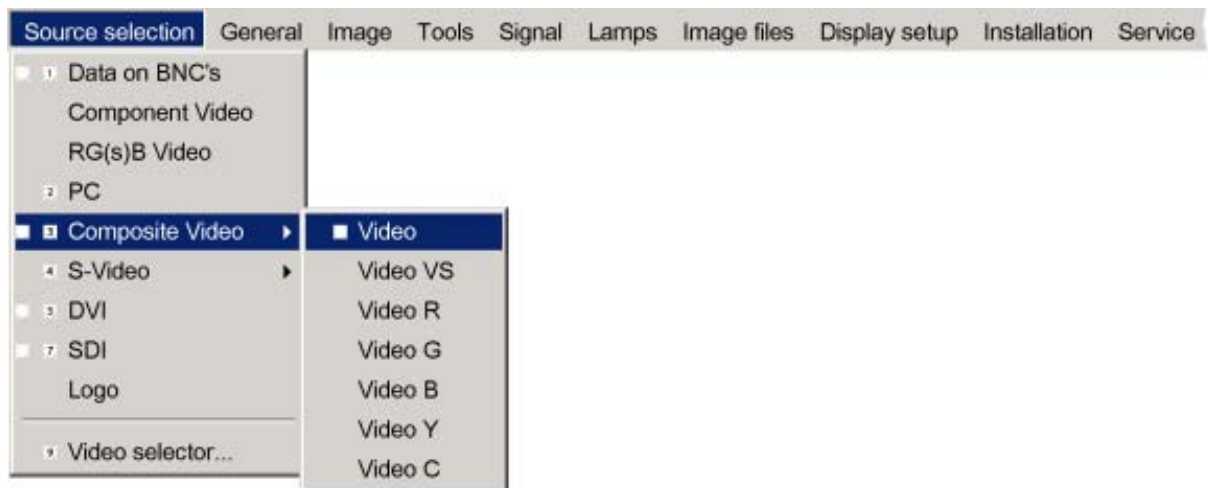 Source selection General Image Tools Signal Lamps Image files Display setup Installation Service
1 Data on BNC's
Component Video
RG(s)B Video
2 PC
3 Composite Video
4 S-Video
5 DVI
7 SDI
Logo
9 Video selector...
Video
Video VS
Video R
Video G
Video B
Video Y
Video C